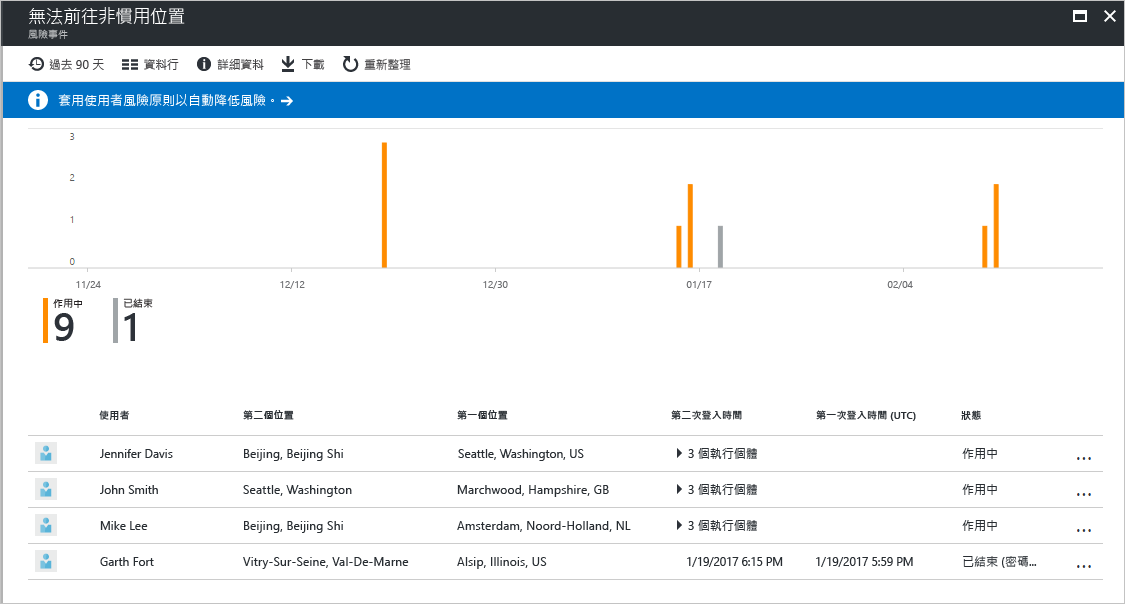 無法前往非慣用位置
風險事件
過去 90 天 資料行 詳細資料 下載 重新整理
套用使用者風險原則以自動降低風險。
3
2
1
0
11/24 12/12 12/30 01/17 02/04
作用中 已結束
9 1
使用者 第二個位置 第一個位置 第二次登入時間 第一次登入時間 (UTC) 狀態
Jennifer Davis Beijing, Beijing Shi Seattle, Washington, US 3 個執行個體 作用中 ...
John Smith Seattle, Washington Marchwood, Hampshire, GB 3 個執行個體 作用中 ...
Mike Lee Beijing, Beijing Shi Amsterdam, Noord-Holland, NL 3 個執行個體 作用中 ...
Garth Fort Vitry-Sur-Seine, Val-De-Marne Alsip, Illinois, US 1/19/2017 6:15 PM 1/19/2017 5:59 PM 已結束 (密碼... ...